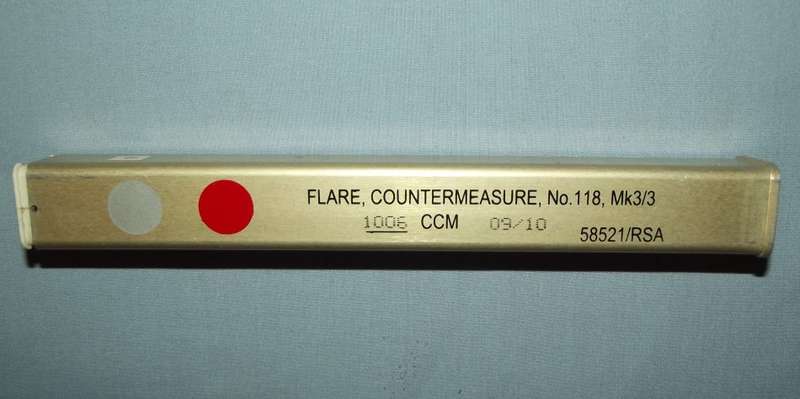 FLARE, COUNTERMEASURE, No.118, Mk3/3
1006 CCM 09/10
58521/RSA